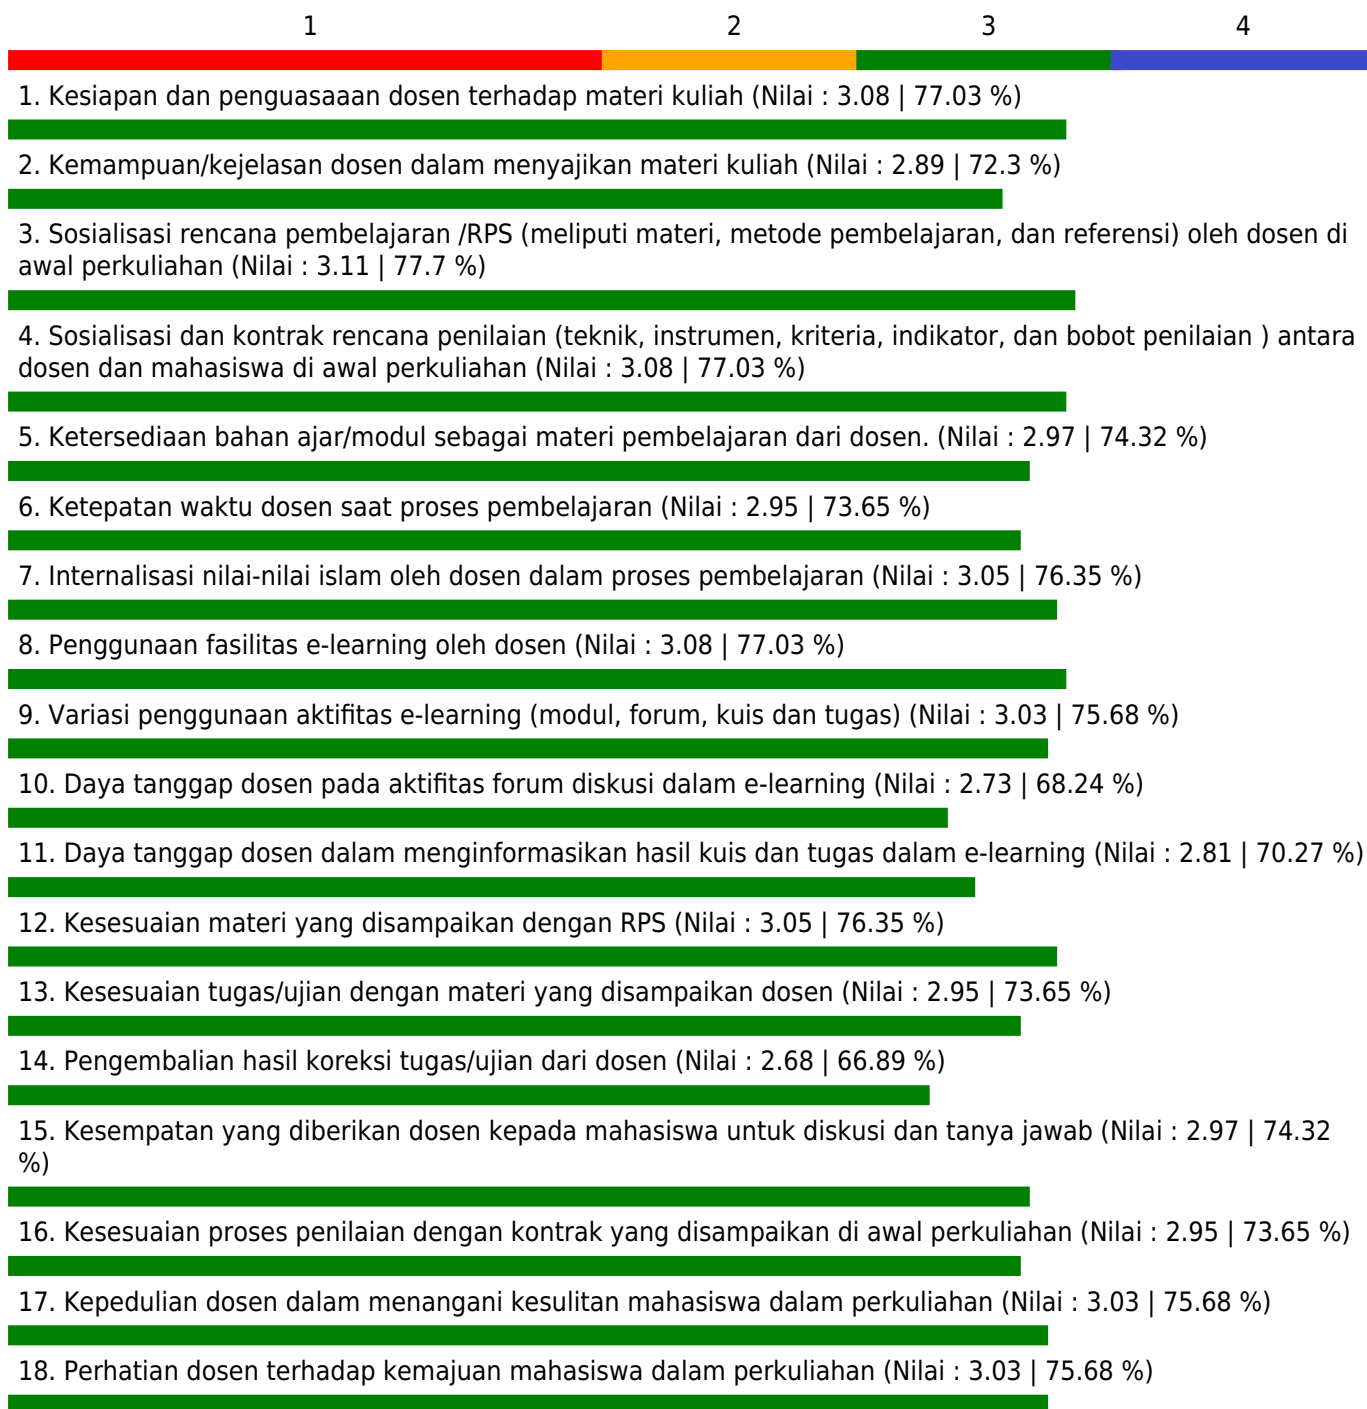 1 2 3 4
1. Kesiapan dan penguasaaan dosen terhadap materi kuliah (Nilai : 3.08 | 77.03 %)
2. Kemampuan/kejelasan dosen dalam menyajikan materi kuliah (Nilai : 2.89 | 72.3 %)
3. Sosialisasi rencana pembelajaran /RPS (meliputi materi, metode pembelajaran, dan referensi) oleh dosen di
awal perkuliahan (Nilai : 3.11 | 77.7 %)
4. Sosialisasi dan kontrak rencana penilaian (teknik, instrumen, kriteria, indikator, dan bobot penilaian ) antara
dosen dan mahasiswa di awal perkuliahan (Nilai : 3.08 | 77.03 %)
5. Ketersediaan bahan ajar/modul sebagai materi pembelajaran dari dosen. (Nilai : 2.97 | 74.32 %)
6. Ketepatan waktu dosen saat proses pembelajaran (Nilai : 2.95 | 73.65 %)
7. Internalisasi nilai-nilai islam oleh dosen dalam proses pembelajaran (Nilai : 3.05 | 76.35 %)
8. Penggunaan fasilitas e-learning oleh dosen (Nilai : 3.08 | 77.03 %)
9. Variasi penggunaan aktifitas e-learning (modul, forum, kuis dan tugas) (Nilai : 3.03 | 75.68 %)
10. Daya tanggap dosen pada aktifitas forum diskusi dalam e-learning (Nilai : 2.73 | 68.24 %)
11. Daya tanggap dosen dalam menginformasikan hasil kuis dan tugas dalam e-learning (Nilai : 2.81 | 70.27 %)
12. Kesesuaian materi yang disampaikan dengan RPS (Nilai : 3.05 | 76.35 %)
13. Kesesuaian tugas/ujian dengan materi yang disampaikan dosen (Nilai : 2.95 | 73.65 %)
14. Pengembalian hasil koreksi tugas/ujian dari dosen (Nilai : 2.68 | 66.89 %)
15. Kesempatan yang diberikan dosen kepada mahasiswa untuk diskusi dan tanya jawab (Nilai : 2.97 | 74.32
%)
16. Kesesuaian proses penilaian dengan kontrak yang disampaikan di awal perkuliahan (Nilai : 2.95 | 73.65 %)
17. Kepedulian dosen dalam menangani kesulitan mahasiswa dalam perkuliahan (Nilai : 3.03 | 75.68 %)
18. Perhatian dosen terhadap kemajuan mahasiswa dalam perkuliahan (Nilai : 3.03 | 75.68 %)